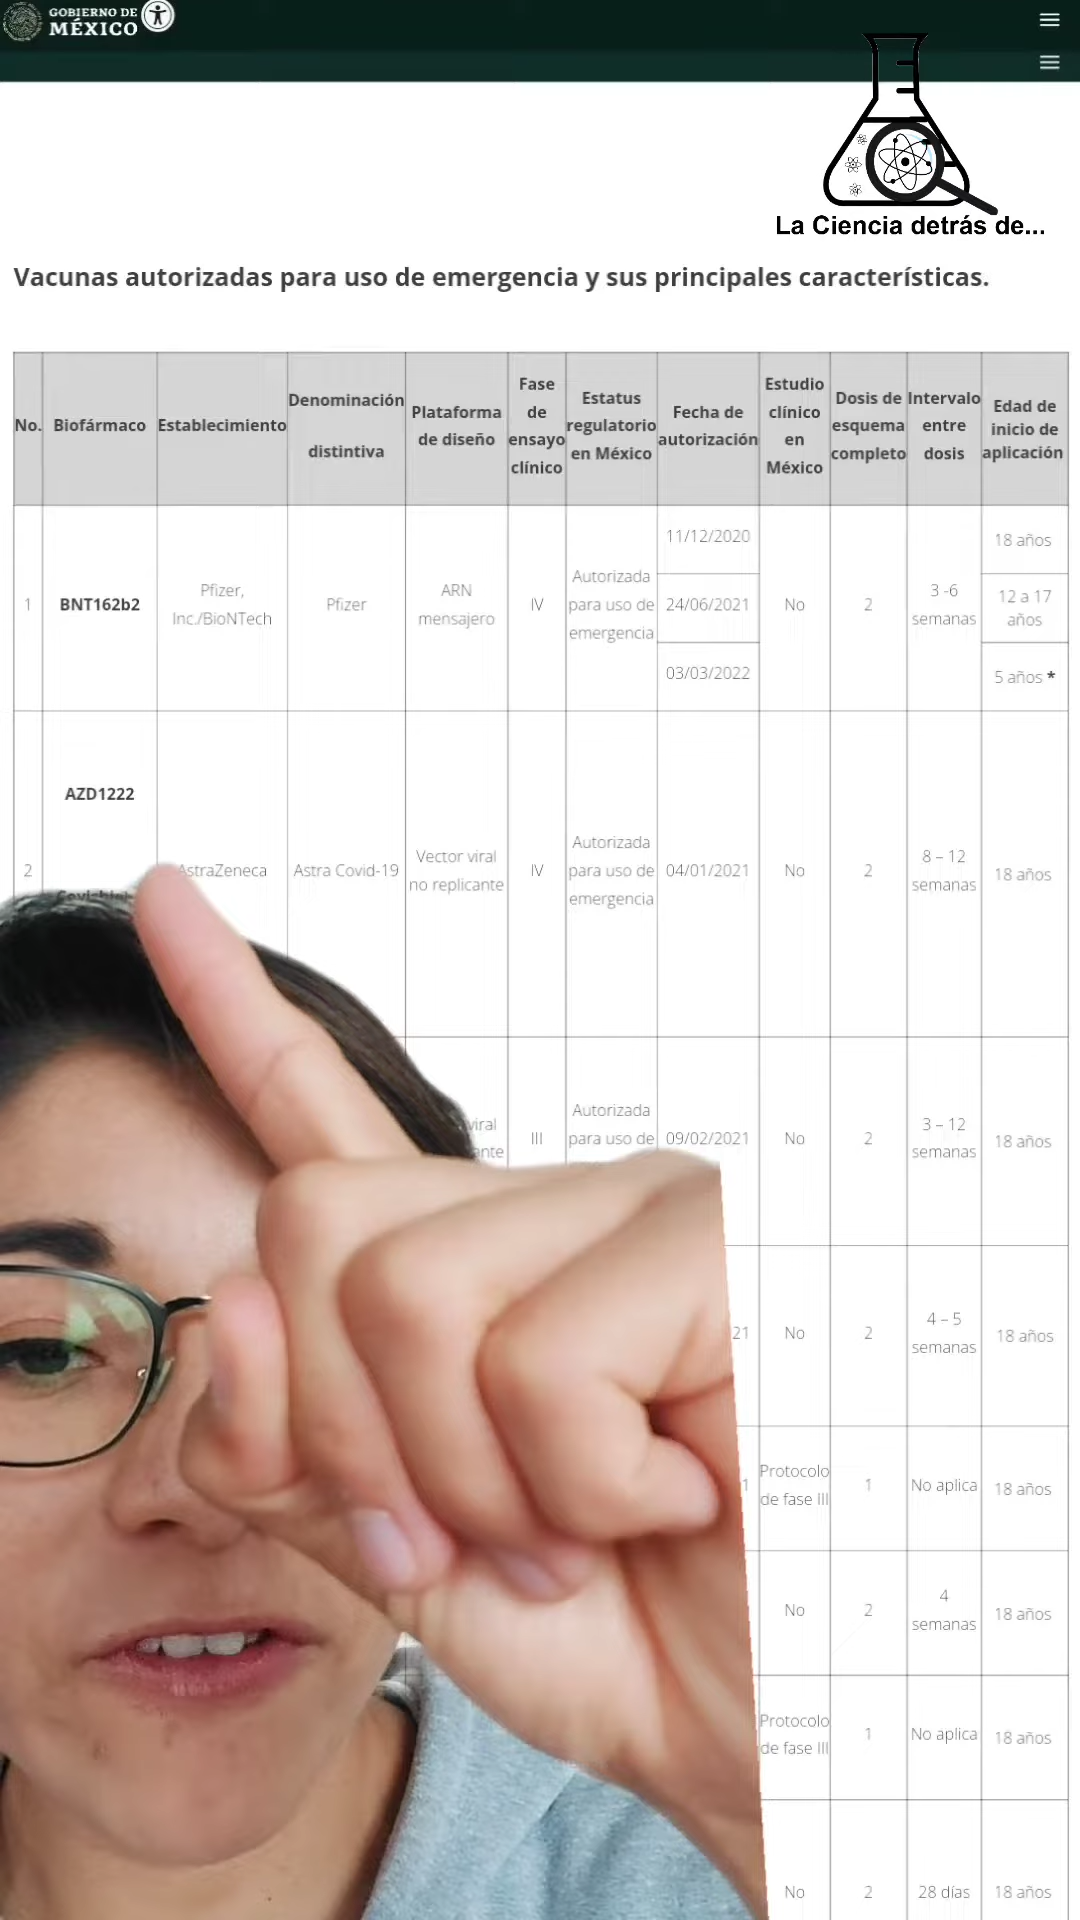 GOBIERNO DE
MÉXICO
La Ciencia detrás de...
Vacunas autorizadas para uso de emergencia y sus principales características.
No.
Biofármaco
Establecimiento
Denominación
distintiva
Plataforma
de diseño
Fase
de
ensayo
clínico
Estatus
regulatorio
en México
Fecha de
autorización
Estudio
clínico
en
México
Dosis de
esquema
completo
Intervalo
entre
dosis
Edad de
inicio de
aplicación
1
BNT162b2
Pfizer,
Inc./BioNTech
Pfizer
ARN
mensajero
IV
Autorizada
para uso de
emergencia
11/12/2020
24/06/2021
03/03/2022
No
2
3 -6
semanas
18 años
12 a 17
años
5 años *
2
AZD1222
AstraZeneca
Astra Covid-19
Vector viral
no replicante
IV
Autorizada
para uso de
emergencia
04/01/2021
No
2
8 – 12
semanas
18 años
viral
III
Autorizada
para uso de
09/02/2021
No
2
3 – 12
semanas
18 años
21
No
2
4 – 5
semanas
18 años
1
Protocolo
de fase III
1
No aplica
18 años
No
2
4
semanas
18 años
Protocolo
de fase III
1
No aplica
18 años
No
2
28 días
18 años